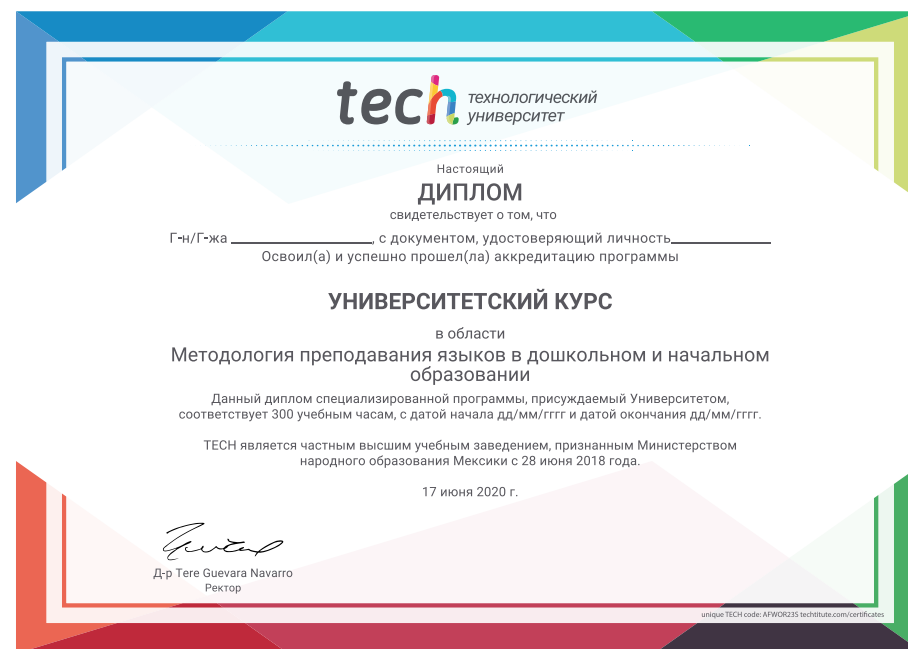 tech технологический
университет
Настоящий
ДИПЛОМ
свидетельствует о том, что
Г-н/Г-жа ____________________, с документом, удостоверяющий личность______________
Освоил(а) и успешно прошел(ла) аккредитацию программы
УНИВЕРСИТЕТСКИЙ КУРС
в области
Методология преподавания языков в дошкольном и начальном
образовании
Данный диплом специализированной программы, присуждаемый Университетом,
соответствует 300 учебным часам, с датой начала дд/мм/гггг и датой окончания дд/мм/гггг.
TECH является частным высшим учебным заведением, признанным Министерством
народного образования Мексики с 28 июня 2018 года.
17 июня 2020 г.
Д-р Tere Guevara Navarro
Ректор
unique TECH code: AFWOR23S techtitute.com/certificates